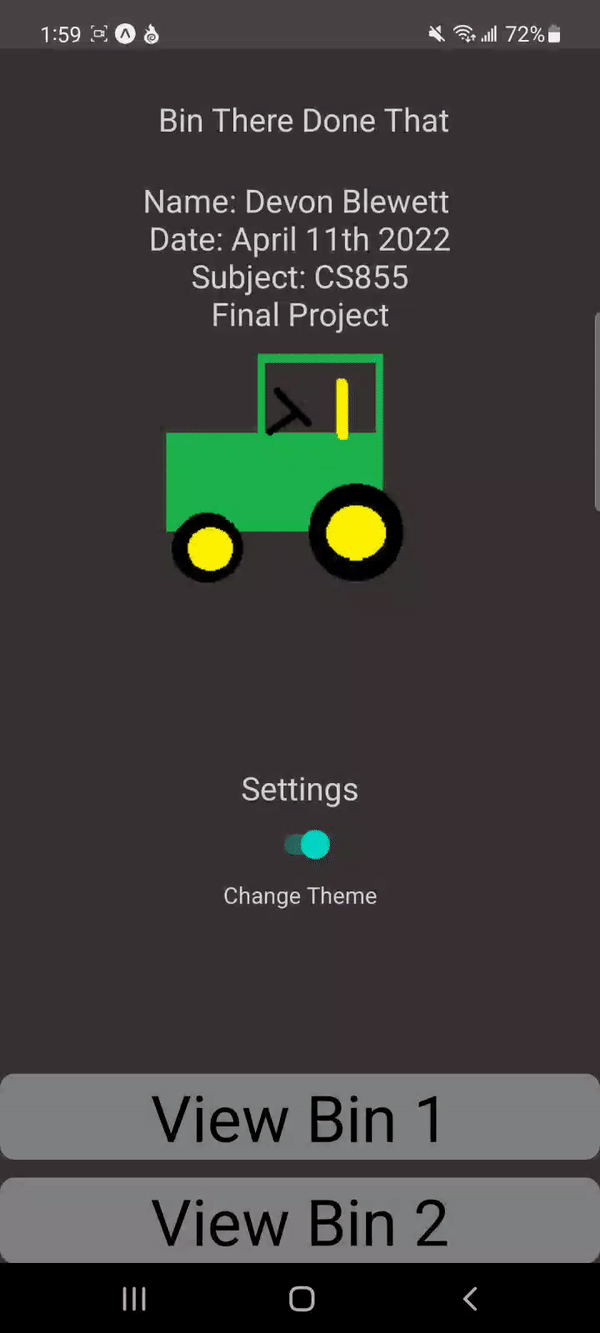 1:59 72%
Bin There Done That
Name: Devon Blewett
Date: April 11th 2022
Subject: CS855
Final Project
Settings
Change Theme
View Bin 1
View Bin 2